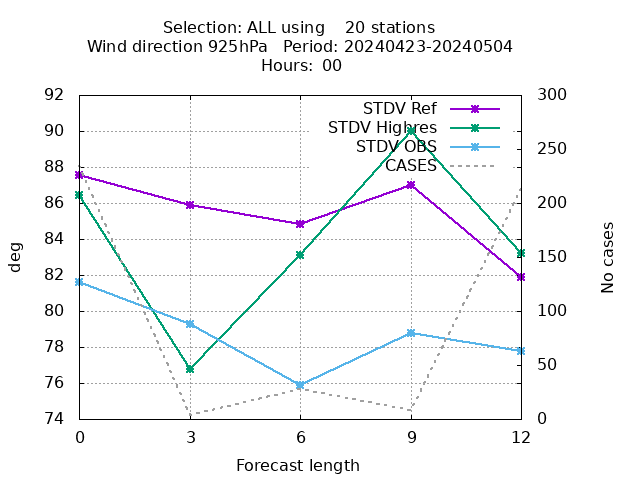 Selection: ALL using    20 stations
Wind direction 925hPa   Period: 20240423-20240504
Hours: 00
STDV Ref
STDV Highres
STDV OBS
CASES
92
90
88
86
84
82
80
78
76
74
300
250
200
150
100
50
0
deg
No cases
0 3 6 9 12
Forecast length